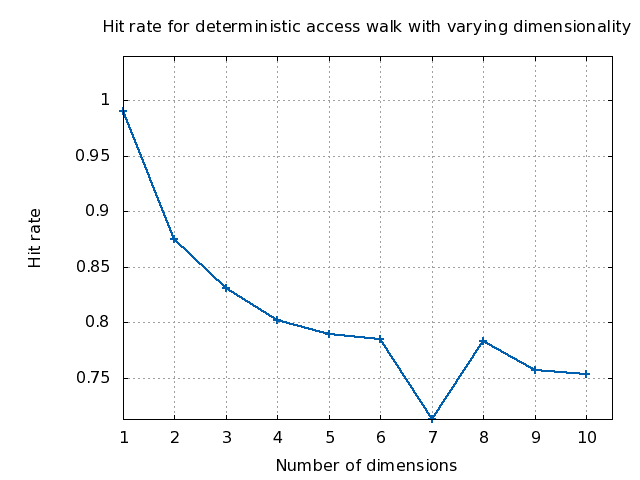 Hit rate for deterministic access walk with varying dimensionality
1
0.95
0.9
0.85
0.8
0.75
Hit rate
1 2 3 4 5 6 7 8 9 10
Number of dimensions